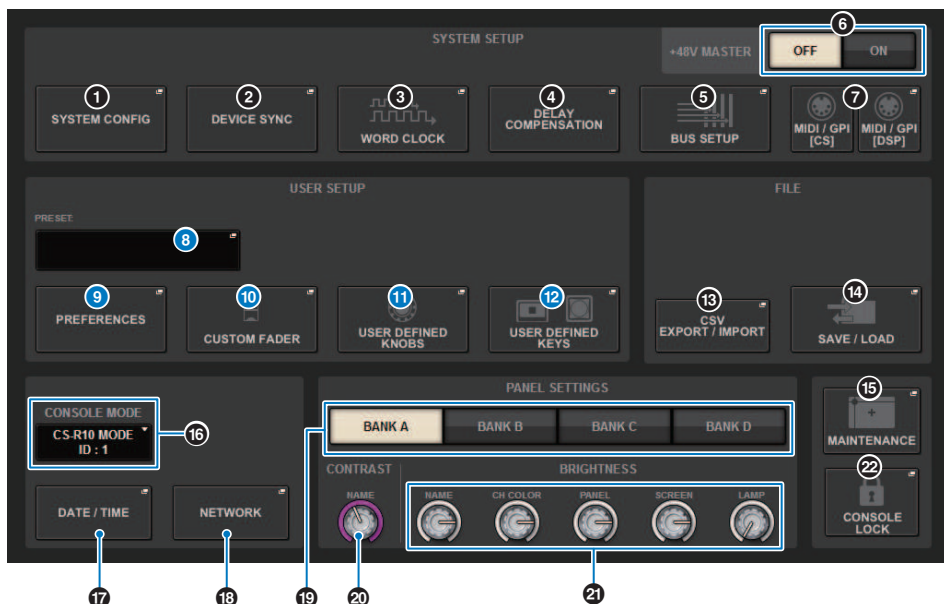 SYSTEM SETUP
+48V MASTER
6
OFF
ON
1
SYSTEM CONFIG
2
DEVICE SYNC
3
WORD CLOCK
4
DELAY
COMPENSATION
5
BUS SETUP
7
MIDI / GPI
[CS]
MIDI / GPI
[DSP]
USER SETUP
PRESET:
8
9
PREFERENCES
10
CUSTOM FADER
11
USER DEFINED
KNOBS
12
USER DEFINED
KEYS
FILE
13
CSV
EXPORT / IMPORT
14
SAVE / LOAD
CONSOLE MODE
CS-R10 MODE
ID : 1
16
DATE / TIME
NETWORK
PANEL SETTINGS
BANK A
BANK B
BANK C
BANK D
CONTRAST
NAME
BRIGHTNESS
NAME
CH COLOR
PANEL
SCREEN
LAMP
15
MAINTENANCE
22
CONSOLE
LOCK
17
18
19
20
21